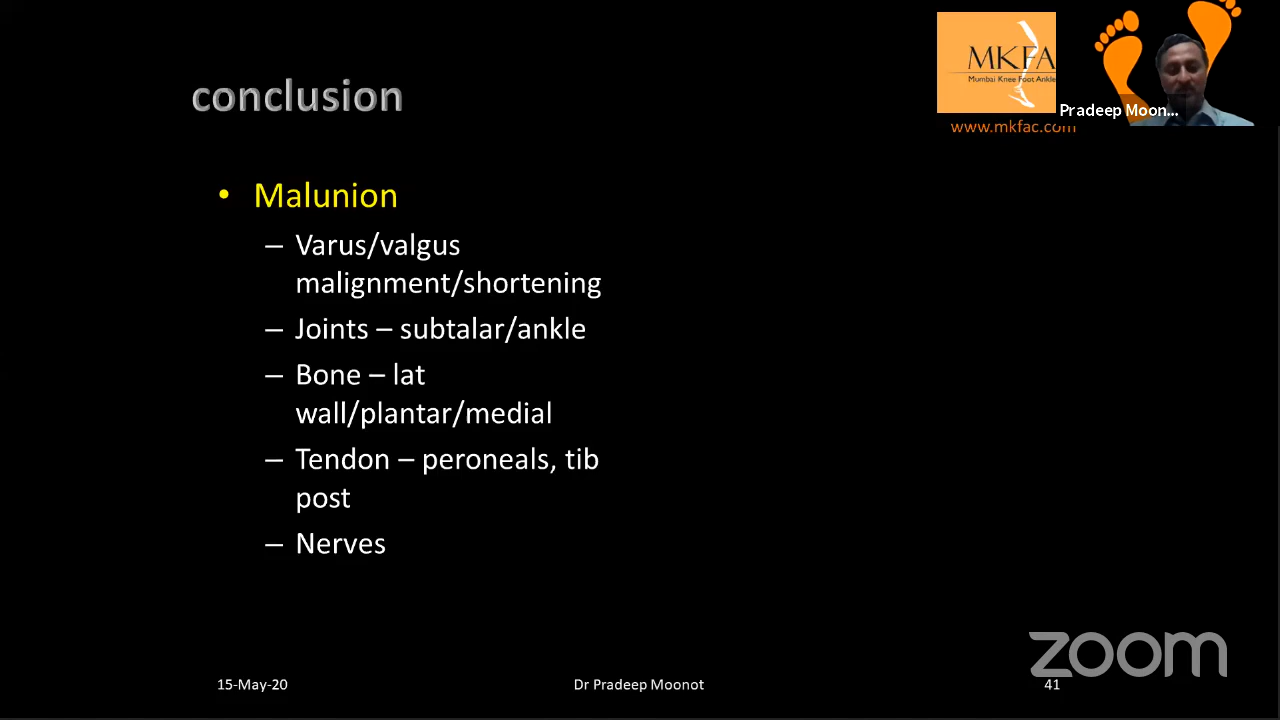 MKFA
Mumbai Knee Foot Ankle
Pradeep Moon...
www.mkfac.com
conclusion
• Malunion
– Varus/valgus
malignment/shortening
– Joints – subtalar/ankle
– Bone – lat
wall/plantar/medial
– Tendon – peroneals, tib
post
– Nerves
zoom
15-May-20
Dr Pradeep Moonot
41